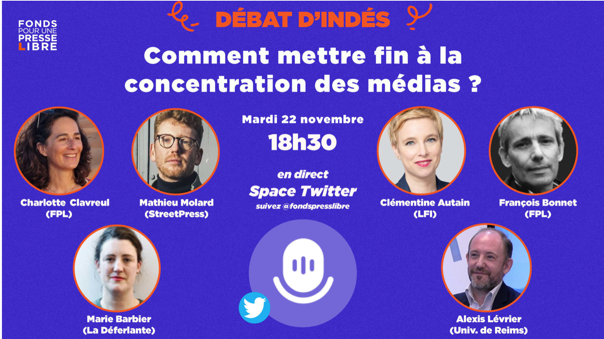 FONDS
POUR UNE
PRESSE
LIBRE
DÉBAT D'INDÉS
Comment mettre fin à la
concentration des médias ?
Mardi 22 novembre
18h30
en direct
Space Twitter
suivez @fondspresslibre
Charlotte Clavreul
(FPL)
Mathieu Molard
(StreetPress)
Clémentine Autain
(LFI)
François Bonnet
(FPL)
Marie Barbier
(La Déferlante)
Alexis Lévrier
(Univ. de Reims)